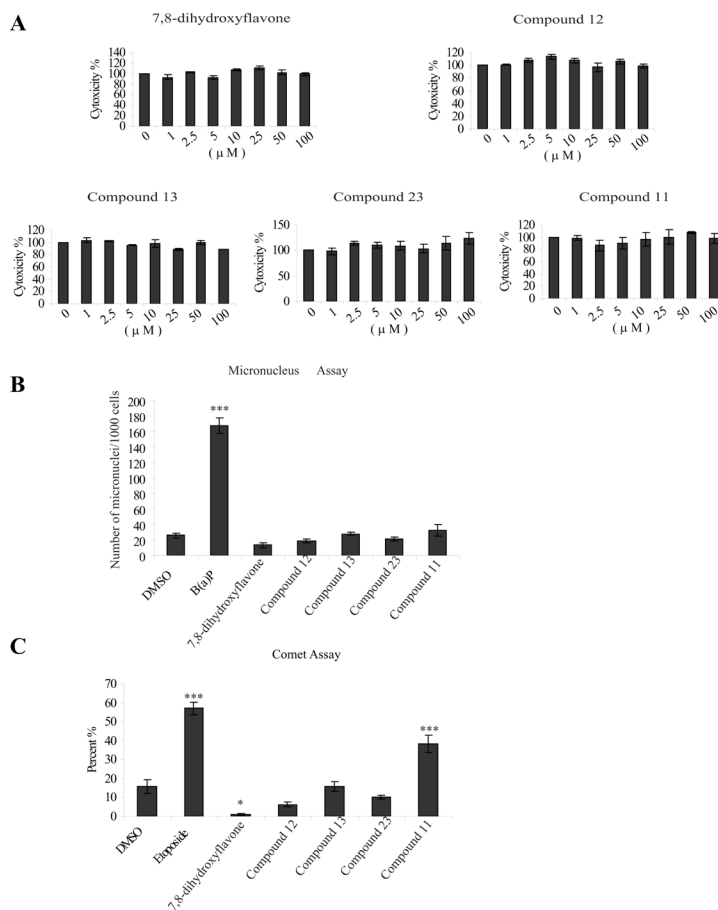 A
7,8-dihydroxyflavone
Cytoxicity %
140
120
100
80
60
40
20
0
0 1 2.5 5 10 25 50 100
( μ M )
Compound 12
Cytoxicity %
120
100
80
60
40
20
0
0 1 2.5 5 10 25 50 100
( μ M )
Compound 13
Cytoxicity %
120
100
80
60
40
20
0
0 1 2.5 5 10 25 50 100
( μ M )
Compound 23
Cytoxicity %
150
100
50
0
0 1 2.5 5 10 25 50 100
( μ M )
Compound 11
Cytoxicity %
120
100
80
60
40
20
0
0 1 2.5 5 10 25 50 100
( μ M )
B
Micronucleus Assay
Number of micronuclei/1000 cells
200
180
160
140
120
100
80
60
40
20
0
***
DMSO
B(a)P
7,8-dihydroxyflavone
Compound 12
Compound 13
Compound 23
Compound 11
C
Comet Assay
Percent %
70
60
50
40
30
20
10
0
***
*
***
DMSO
Etoposide
7,8-dihydroxyflavone
Compound 12
Compound 13
Compound 23
Compound 11